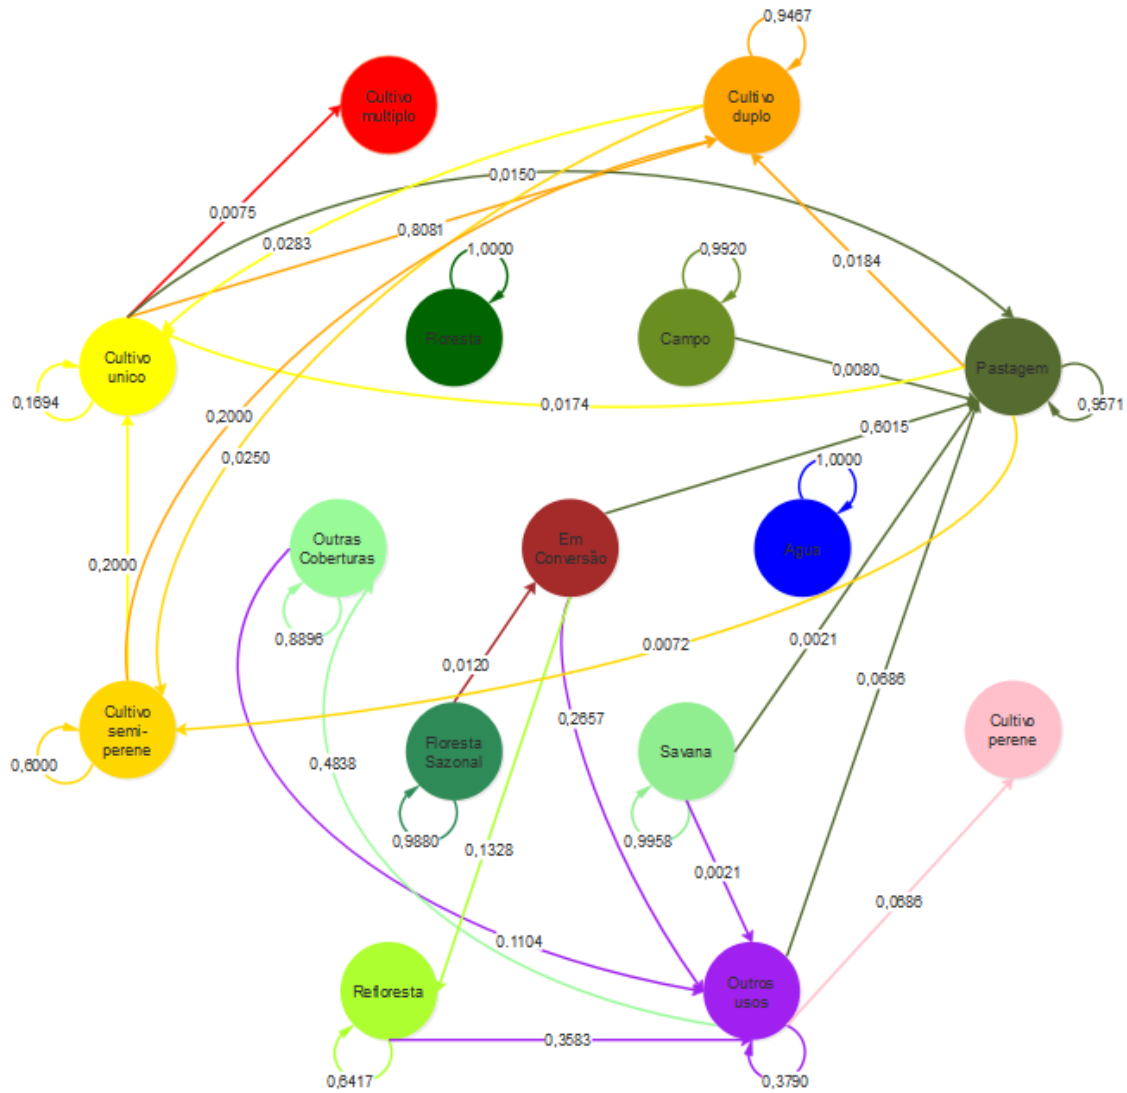 0,9467
Cultivo
multiplo
Cultivo
duplo
0,0150
0,0075
0,8081
0,0283
1,0000
0,9920
0,0184
Floresta
Campo
Cultivo
unico
Pastagem
0,0080
0,1694
0,0174
0,9571
0,2000
0,6015
0,0250
1,0000
Outras
Coberturas
Em
Conversão
Agua
0,2000
0,8896
0,0021
0.0072
0,0120
0,0686
Cultivo
semi-
perene
0,2657
Cultivo
perene
Floresta
Sazonal
Savana
0,6000
0,4838
0,9880
0,9958
0,1328
0,0021
0,0686
0.1104
Refloresta
Outros
usos
0,3583
0,6417
0,3790